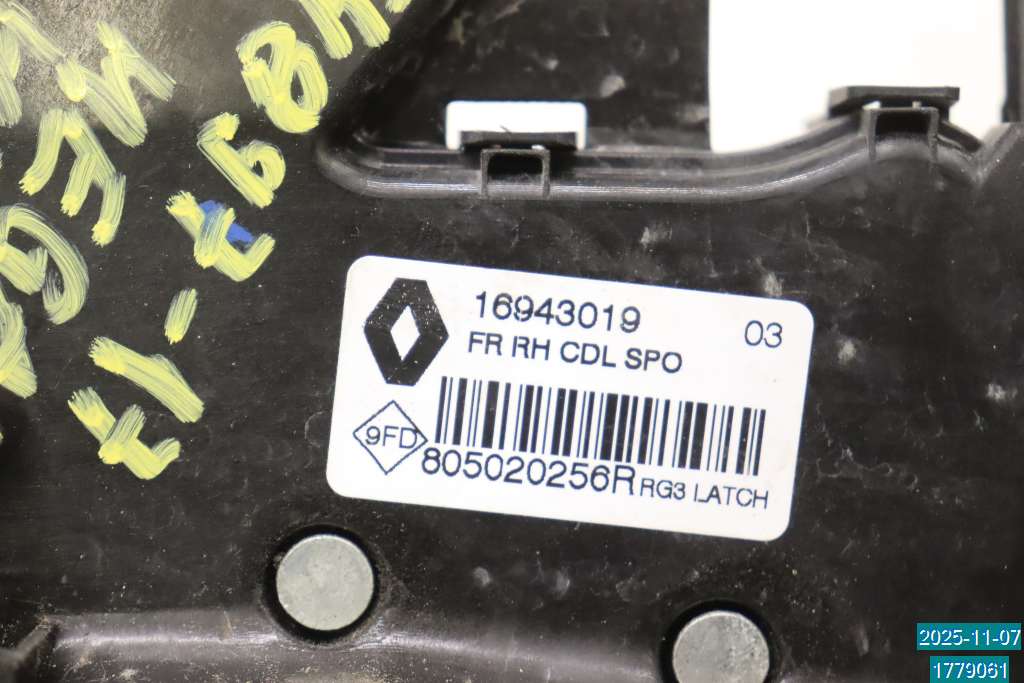 16943019
03
FR RH CDL SPO
9FD
805020256R RG3 LATCH
2025-11-07
1779061